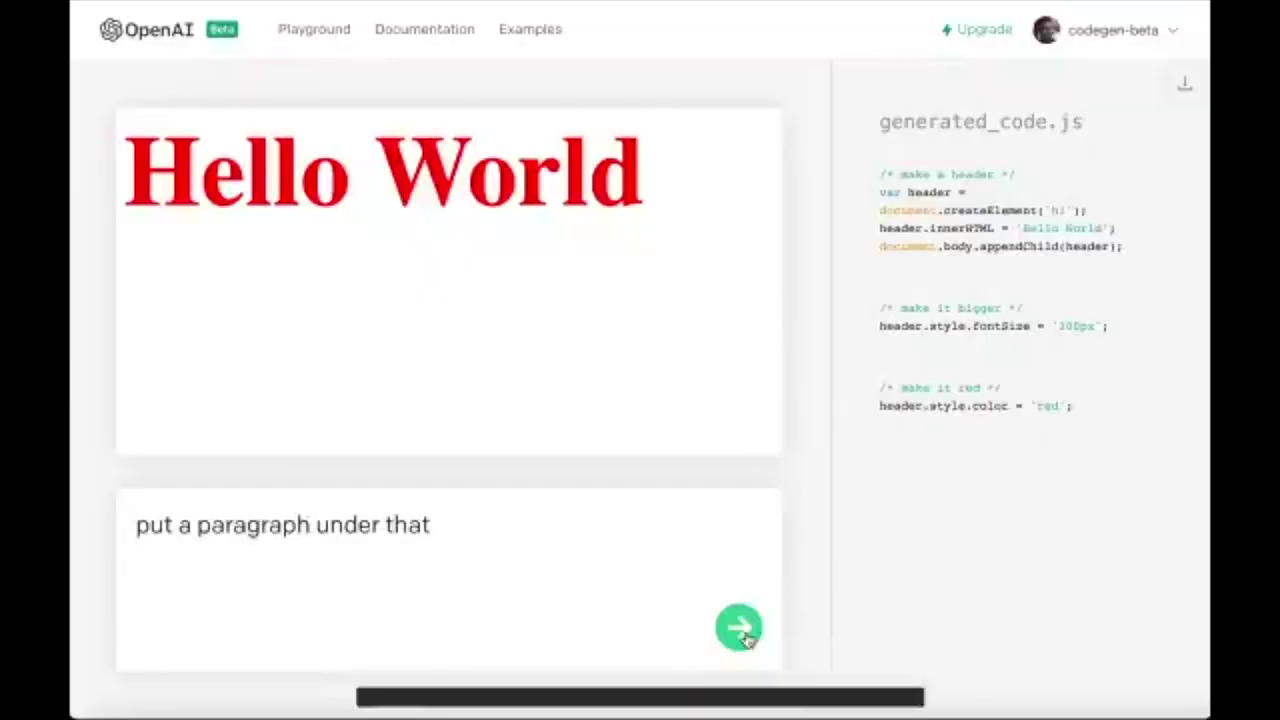 OpenAI Beta Playground Documentation Examples Upgrade codegen-beta
Hello World
put a paragraph under that
generated_code.js
/* make a header */
var header =
document.createElement('h1');
header.innerHTML = 'Hello World';
document.body.appendChild(header);
/* make it bigger */
header.style.fontSize = '100px';
/* make it red */
header.style.color = 'red';